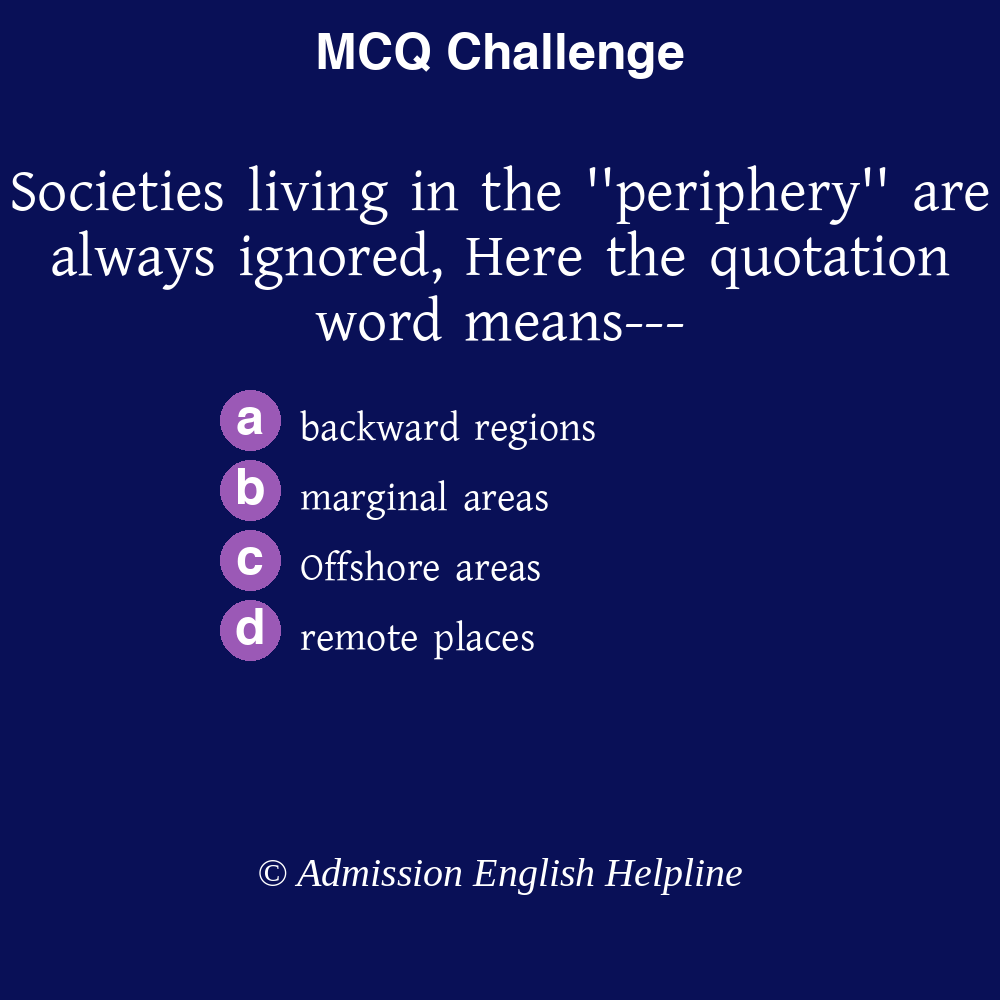 MCQ Challenge
Societies living in the "periphery" are
always ignored, Here the quotation
word means---
a backward regions
b marginal areas
c Offshore areas
d remote places
© Admission English Helpline